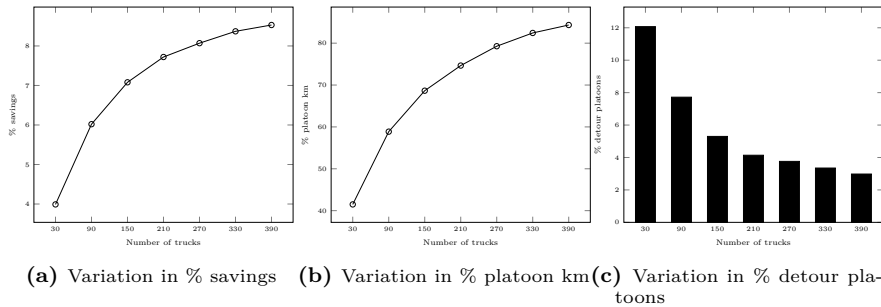 8
7
6
5
4
% savings
30 90 150 210 270 330 390
Number of trucks
(a) Variation in % savings
80
60
40
% platoon km
30 90 150 210 270 330 390
Number of trucks
(b) Variation in % platoon km
12
10
8
6
4
2
0
% detour platoons
30 90 150 210 270 330 390
Number of trucks
(c) Variation in % detour pla-
toons